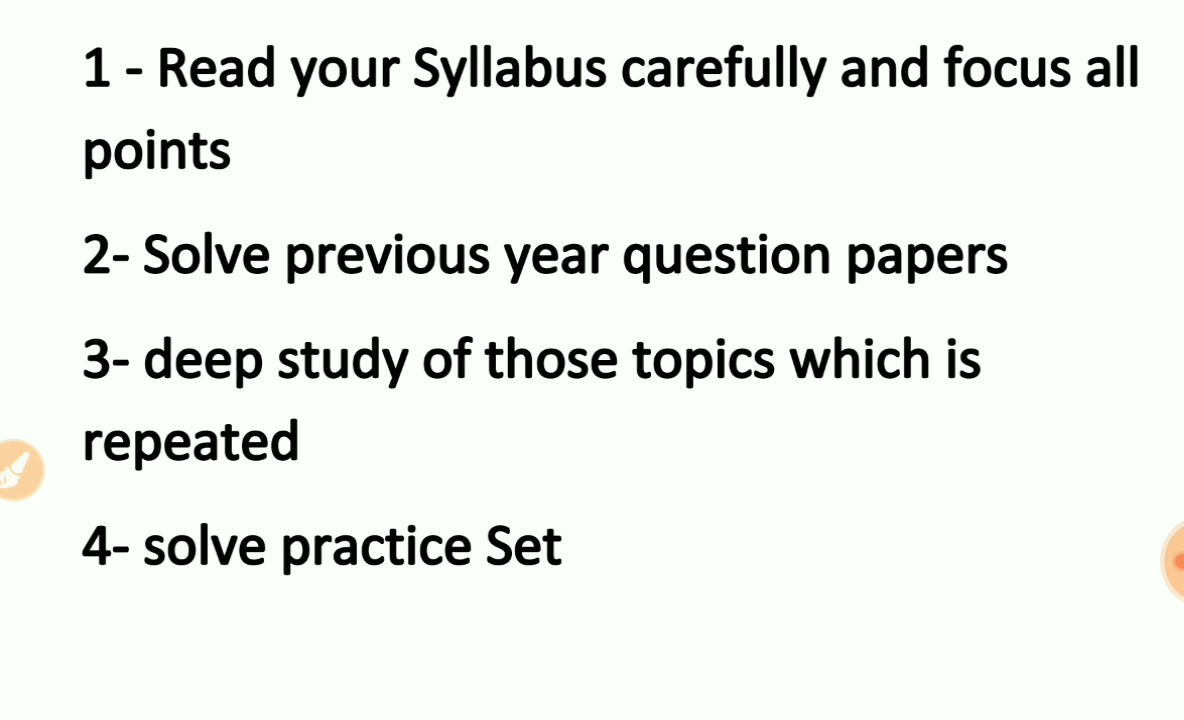 1 - Read your Syllabus carefully and focus all
points
2- Solve previous year question papers
3- deep study of those topics which is
repeated
4- solve practice Set